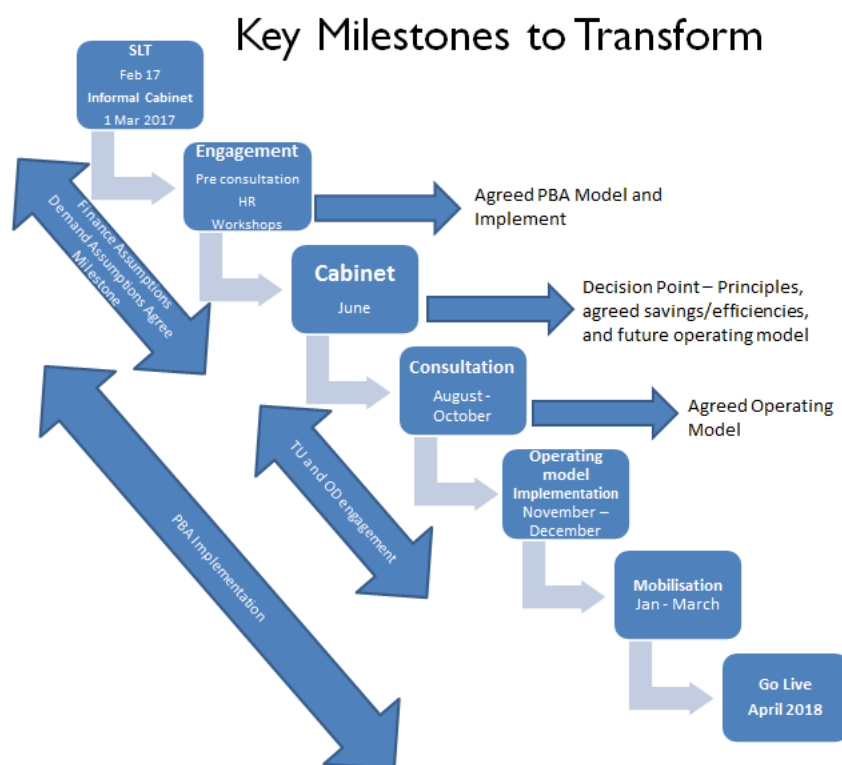 Key Milestones to Transform
SLT
Feb 17
Informal Cabinet
1 Mar 2017
Engagement
Pre consultation
HR
Workshops
Agreed PBA Model and
Implement
Finance Assumptions
Demand Assumptions Agree
Milestone
Cabinet
June
Decision Point – Principles,
agreed savings/efficiencies,
and future operating model
Consultation
August -
October
Agreed Operating
Model
TU and OD engagement
Operating
model
Implementation
November –
December
PBA Implementation
Mobilisation
Jan - March
Go Live
April 2018